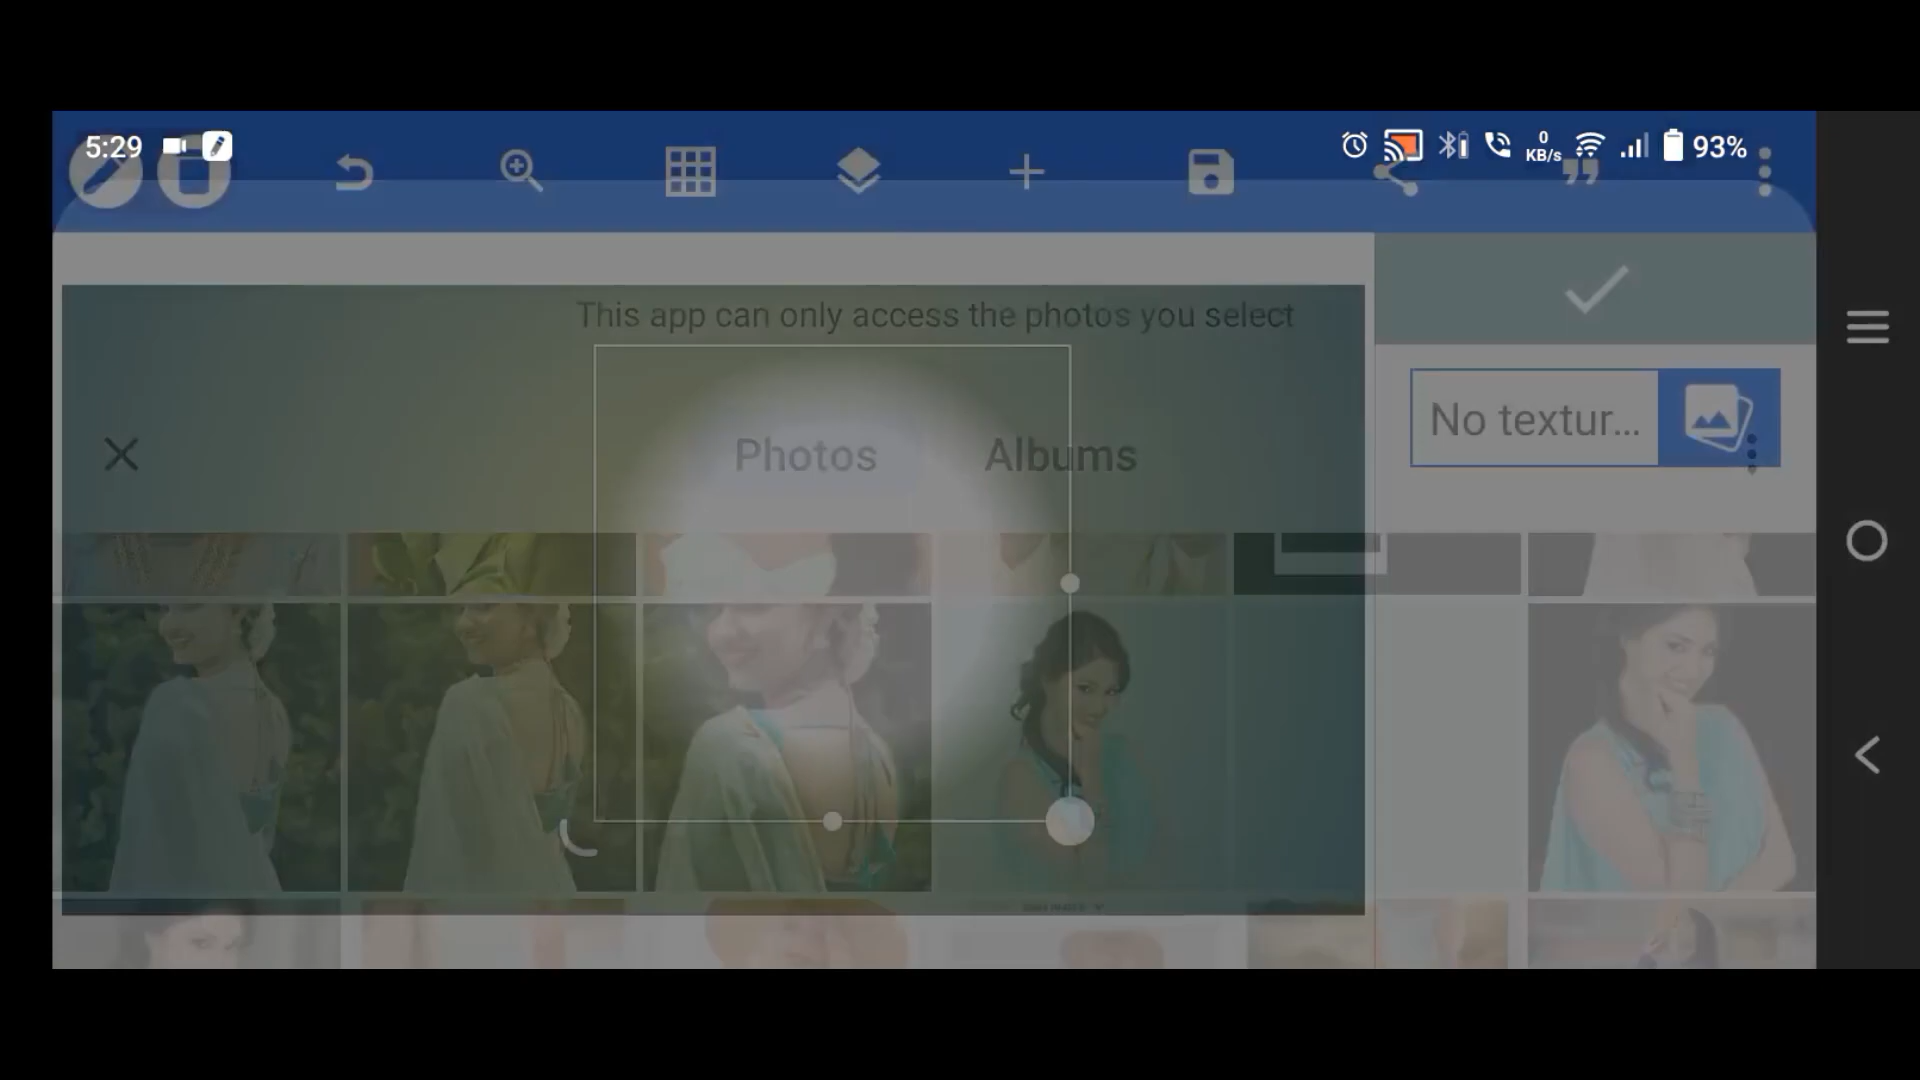 5:29
0
KB/s
93%
This app can only access the photos you select
Photos
Albums
No textur...